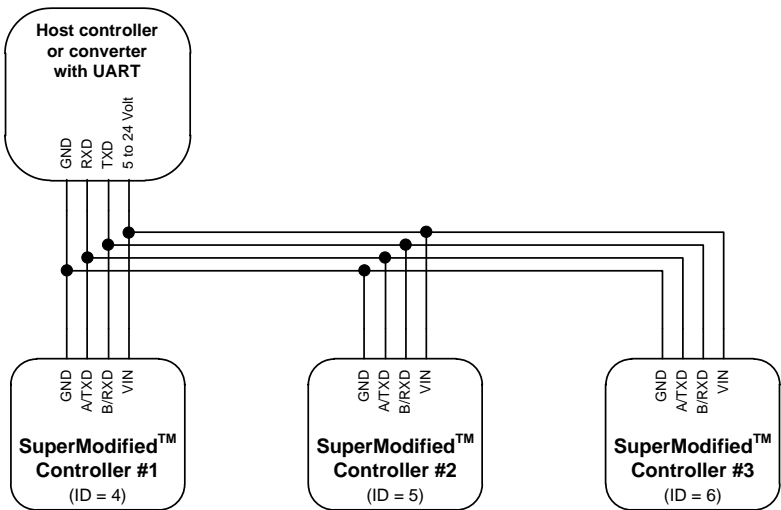 Host controller
or converter
with UART
GND
RXD
TXD
5 to 24 Volt
GND
A/TXD
B/RXD
VIN
SuperModified™
Controller #1
(ID = 4)
GND
A/TXD
B/RXD
VIN
SuperModified™
Controller #2
(ID = 5)
GND
A/TXD
B/RXD
VIN
SuperModified™
Controller #3
(ID = 6)